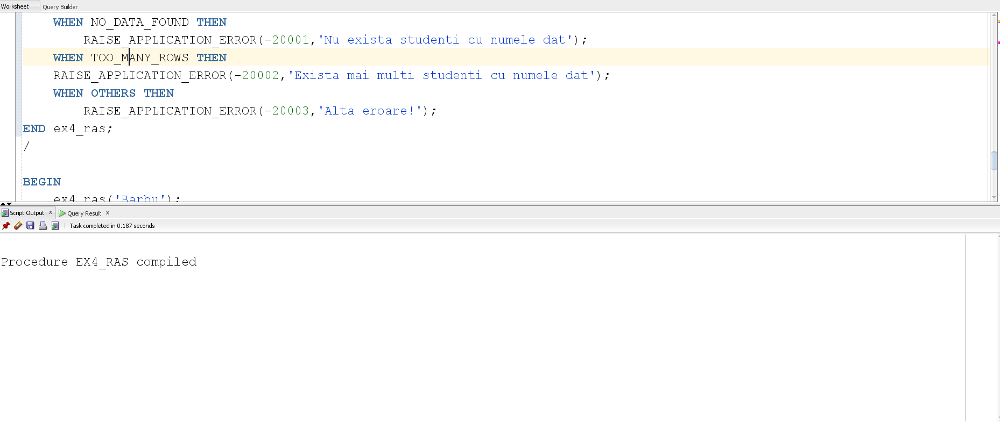 Worksheet Query Builder
WHEN NO_DATA_FOUND THEN
RAISE_APPLICATION_ERROR(-20001,'Nu exista studenti cu numele dat');
WHEN TOO_MANY_ROWS THEN
RAISE_APPLICATION_ERROR(-20002,'Exista mai multi studenti cu numele dat');
WHEN OTHERS THEN
RAISE_APPLICATION_ERROR(-20003,'Alta eroare!');
END ex4_ras;
/
BEGIN
ex4_ras('Barbu');
Script Output x Query Result x
Task completed in 0.187 seconds
Procedure EX4_RAS compiled